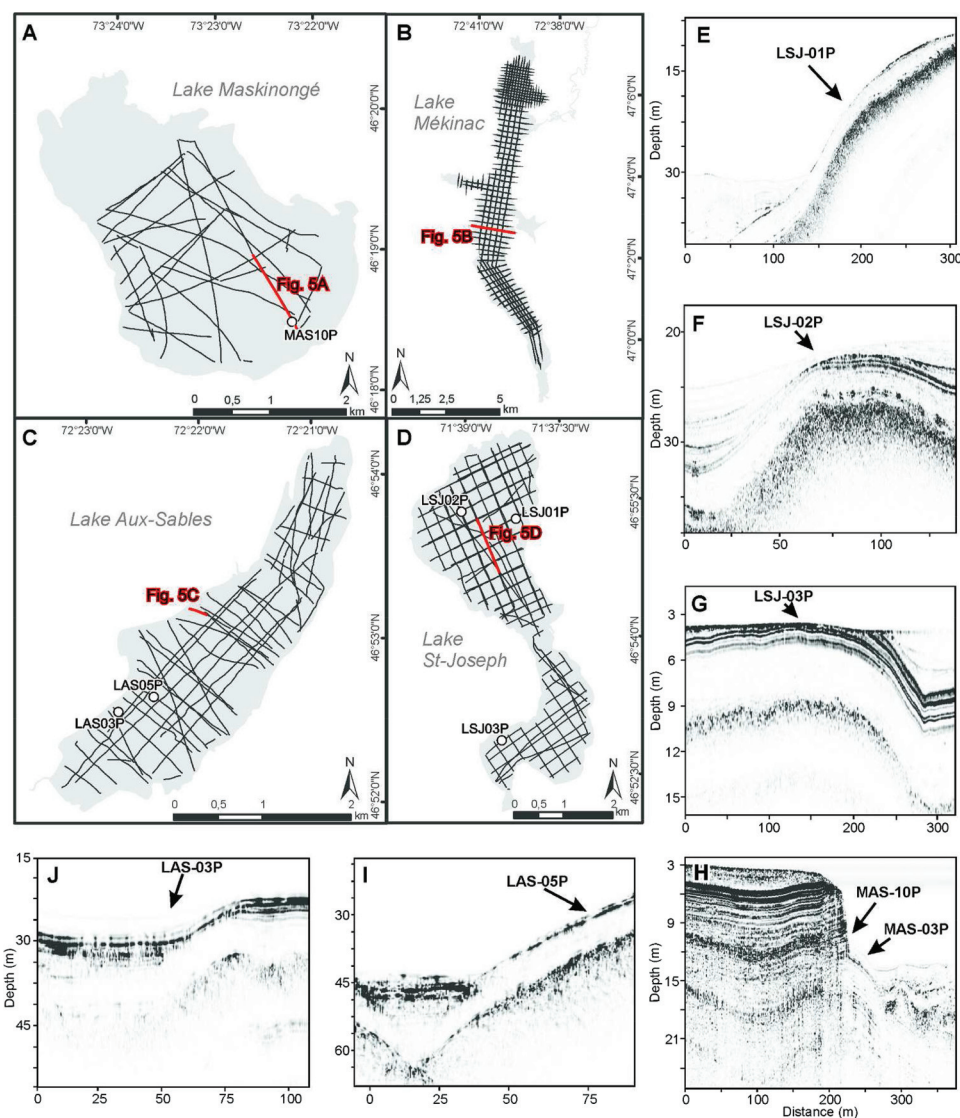 A
73°24'0"W 73°23'0"W 73°22'0"W
Lake Maskinongé
46°20'0"N
46°19'0"N
46°18'0"N
Fig. 5A
MAS10P
N
0 0,5 1 2
km
B
72°41'0"W 72°38'0"W
Lake
Mékinac
47°6'0"N
47°4'0"N
47°2'0"N
47°0'0"N
Fig. 5B
N
0 1,25 2.5 5
km
C
72°23'0"W 72°22'0"W 72°21'0"W
Lake Aux-Sables
46°54'0"N
46°53'0"N
46°52'0"N
Fig. 5C
LAS05P
LAS03P
N
0 0,5 1 2
km
D
71°39'0"W 71°37'30"W
LSJ02P
LSJ01P
Fig. 5D
46°55'30"N
46°54'0"N
46°52'30"N
Lake
St-Joseph
LSJ03P
N
0 0,5 1 2
km
E
LSJ-01P
Depth (m)
15
30
0 100 200 300
F
LSJ-02P
Depth (m)
20
30
0 50 100
G
LSJ-03P
Depth (m)
3
6
9
12
15
0 100 200 300
J
LAS-03P
Depth (m)
15
30
45
0 25 50 75 100
I
LAS-05P
30
45
60
0 25 50 75
H
MAS-10P
MAS-03P
Depth (m)
3
9
15
21
0 100 200 300
Distance (m)